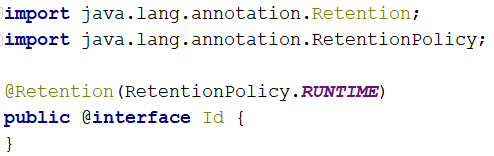 import java.lang.annotation.Retention;
import java.lang.annotation.RetentionPolicy;
@Retention(RetentionPolicy.RUNTIME)
public @interface Id {
}